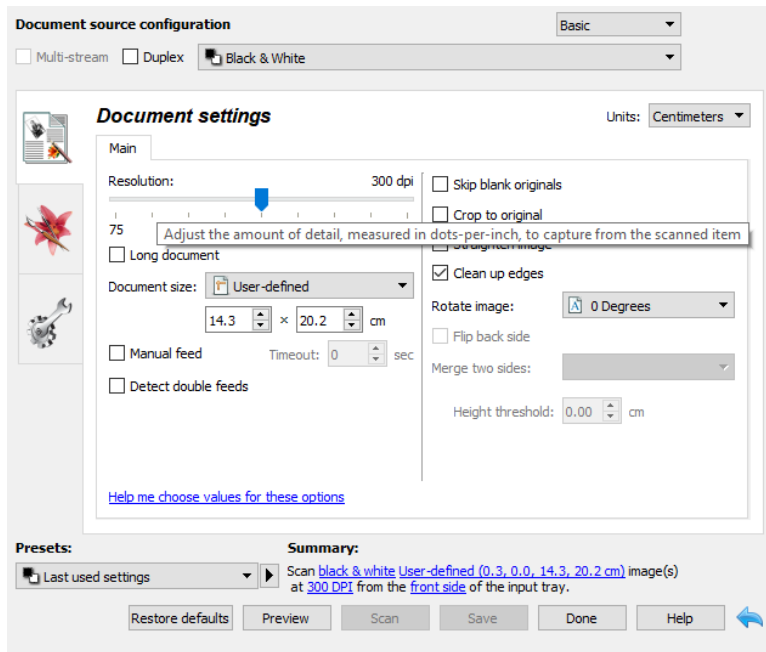 Document source configuration
Basic
Multi-stream Duplex Black & White
Document settings
Units: Centimeters
Main
Resolution: 300 dpi
75
Adjust the amount of detail, measured in dots-per-inch, to capture from the scanned item
Long document
Document size: User-defined
14.3 × 20.2 cm
Manual feed Timeout: 0 sec
Detect double feeds
Skip blank originals
Crop to original
Straighten image
Clean up edges
Rotate image: 0 Degrees
Flip back side
Merge two sides:
Height threshold: 0.00 cm
Help me choose values for these options
Presets:
Last used settings
Summary:
Scan black & white User-defined (0.3, 0.0, 14.3, 20.2 cm) image(s)
at 300 DPI from the front side of the input tray.
Restore defaults Preview Scan Save Done Help